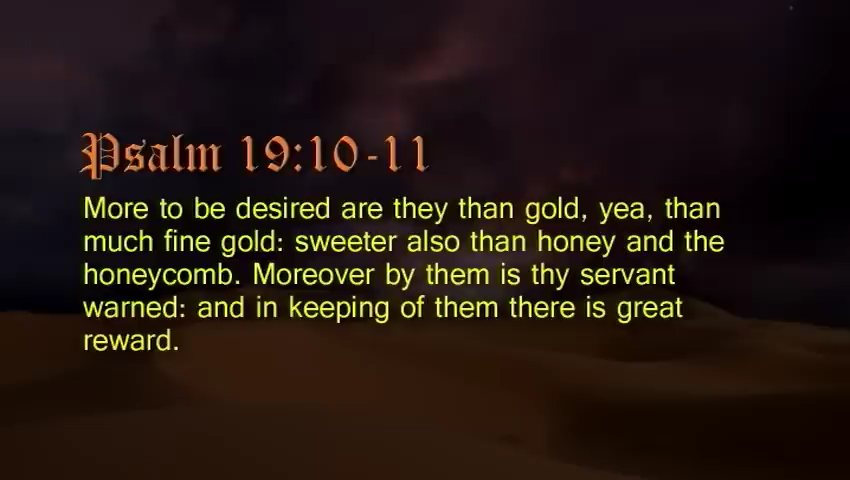 Psalm 19:10-11
More to be desired are they than gold, yea, than
much fine gold: sweeter also than honey and the
honeycomb. Moreover by them is thy servant
warned: and in keeping of them there is great
reward.